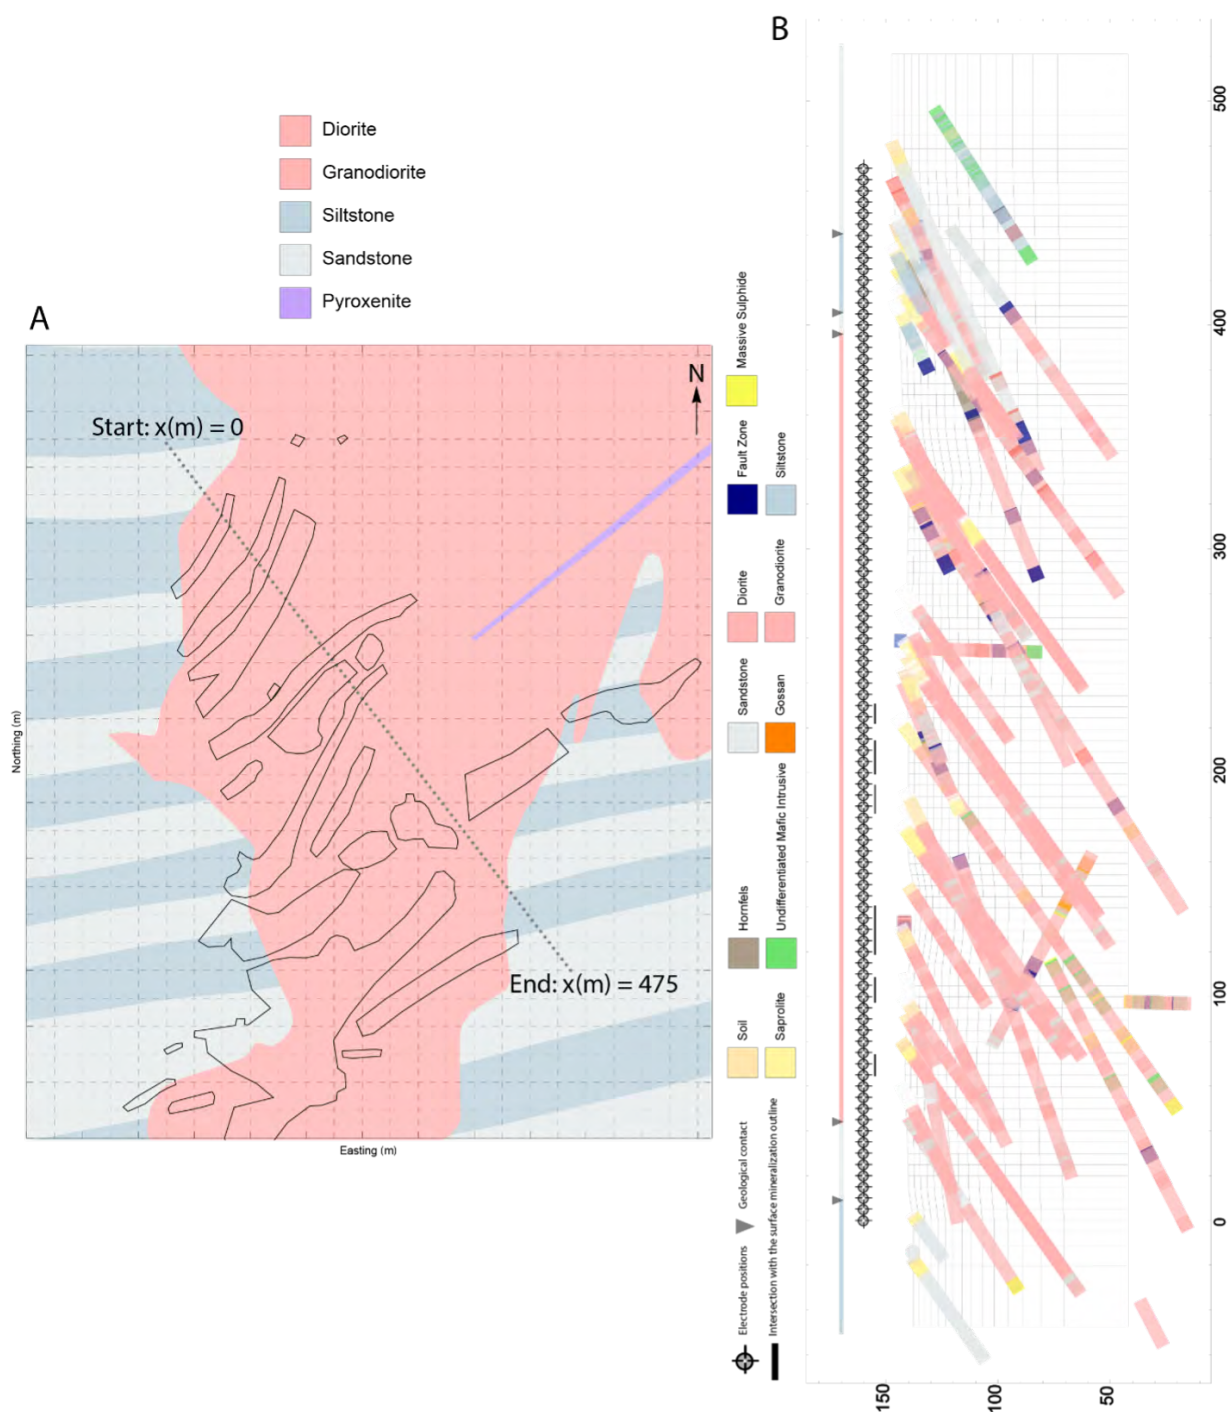 Diorite
Granodiorite
Siltstone
Sandstone
Pyroxenite
A
N
Start: x(m) = 0
End: x(m) = 475
Northing (m)
Easting (m)
B
Massive Sulphide
Fault Zone
Siltstone
Diorite
Granodiorite
Sandstone
Gossan
Hornfels
Undifferentiated Mafic Intrusive
Soil
Saprolite
Geological contact
Electrode positions
Intersection with the surface mineralization outline
500
400
300
200
100
0
150
100
50